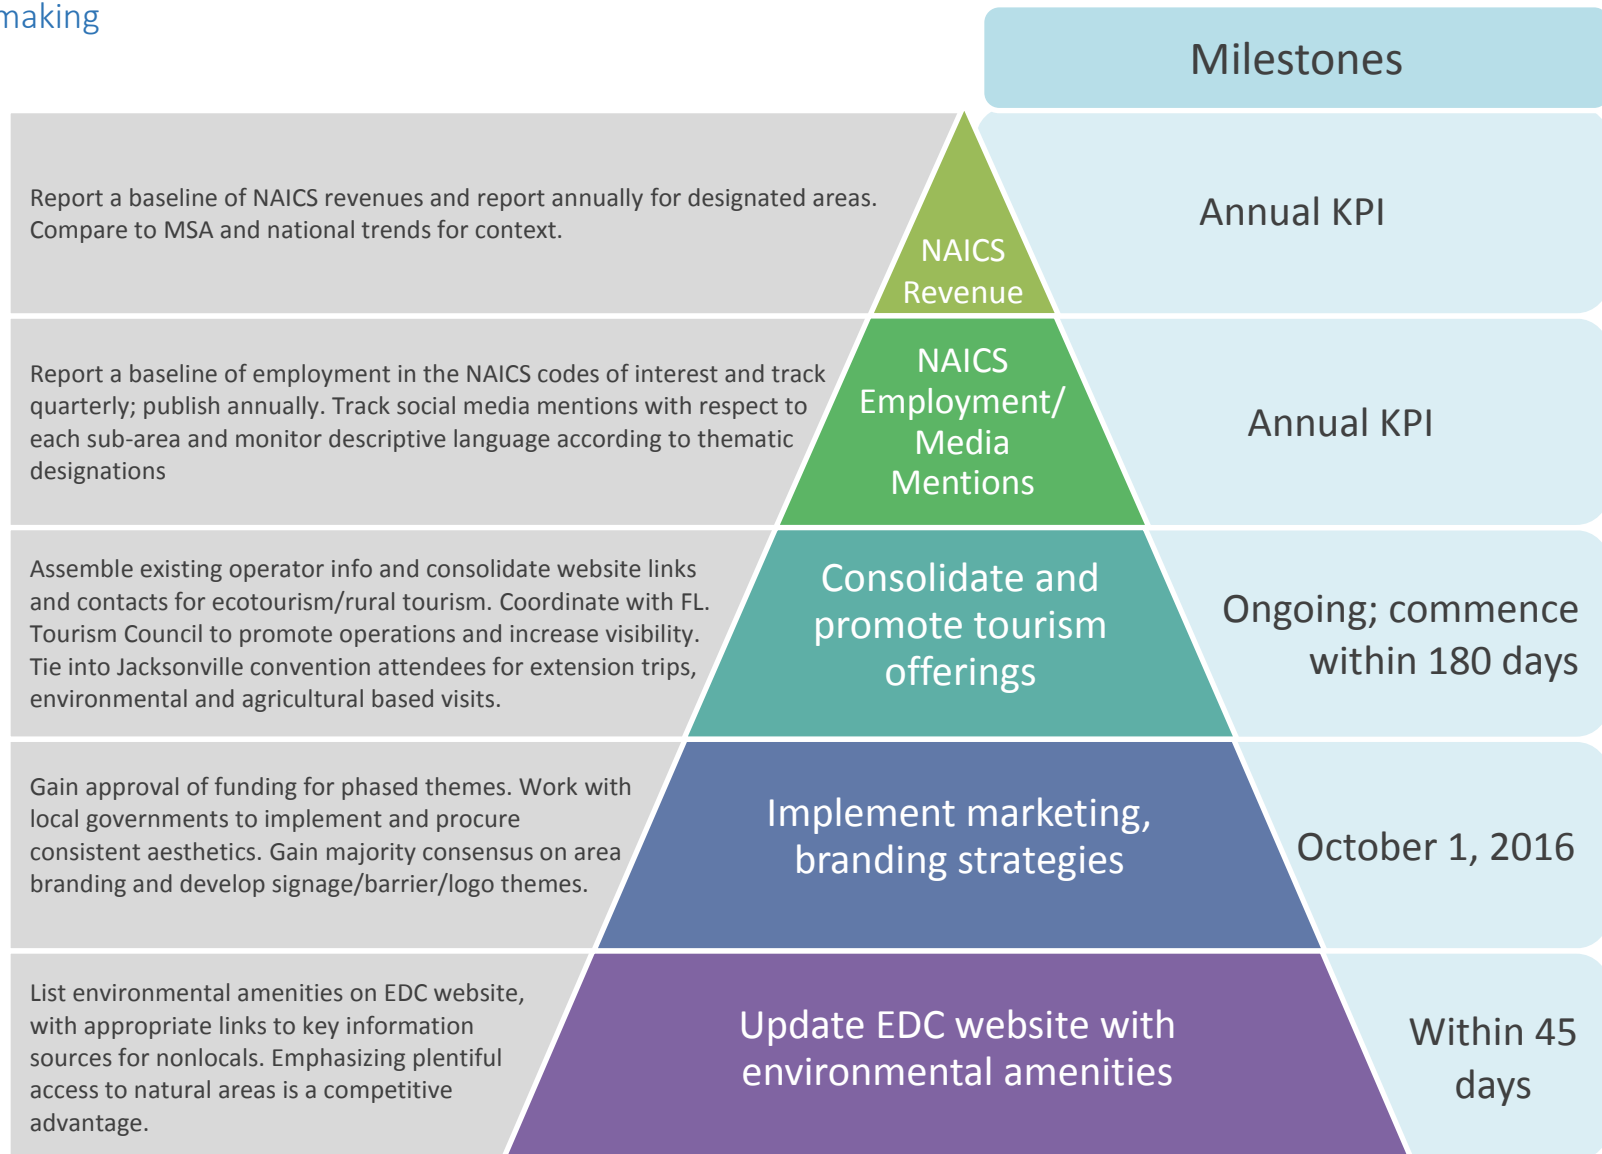 making
Milestones
Report a baseline of NAICS revenues and report annually for designated areas.
Compare to MSA and national trends for context.
NAICS
Revenue
Annual KPI
Report a baseline of employment in the NAICS codes of interest and track
quarterly; publish annually. Track social media mentions with respect to
each sub-area and monitor descriptive language according to thematic
designations
NAICS
Employment/
Media
Mentions
Annual KPI
Assemble existing operator info and consolidate website links
and contacts for ecotourism/rural tourism. Coordinate with FL.
Tourism Council to promote operations and increase visibility.
Tie into Jacksonville convention attendees for extension trips,
environmental and agricultural based visits.
Consolidate and
promote tourism
offerings
Ongoing; commence
within 180 days
Gain approval of funding for phased themes. Work with
local governments to implement and procure
consistent aesthetics. Gain majority consensus on area
branding and develop signage/barrier/logo themes.
Implement marketing,
branding strategies
October 1, 2016
List environmental amenities on EDC website,
with appropriate links to key information
sources for nonlocals. Emphasizing plentiful
access to natural areas is a competitive
advantage.
Update EDC website with
environmental amenities
Within 45
days